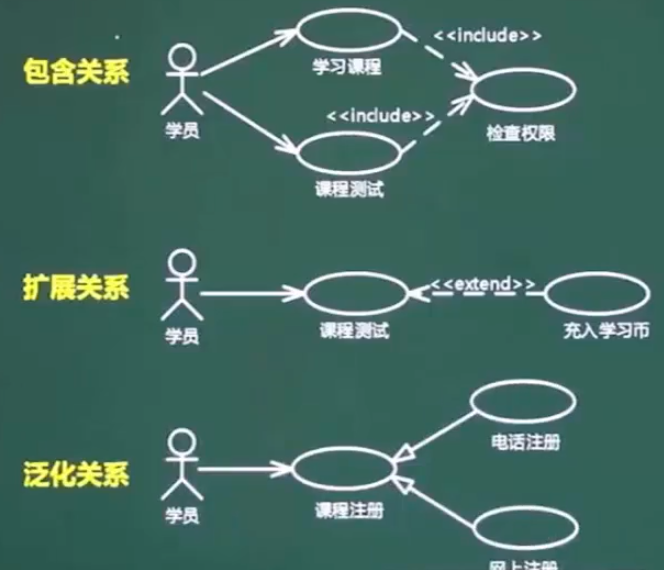 包含关系
学员
学习课程
<<include>>
<<include>>
检查权限
课程测试
扩展关系
学员
课程测试
<<extend>>
充入学习币
泛化关系
学员
课程注册
电话注册
网上注册